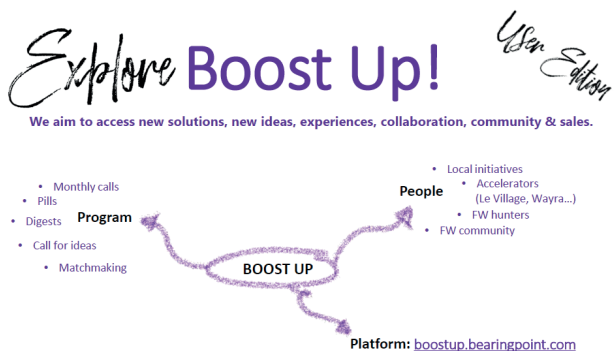 Explore Boost Up!
User Edition
We aim to access new solutions, new ideas, experiences, collaboration, community & sales.
• Monthly calls
• Pills
• Digests
• Call for ideas
• Matchmaking
Program
People
• Local initiatives
• Accelerators
(Le Village, Wayra...)
• FW hunters
• FW community
BOOST UP
Platform: boostup.bearingpoint.com